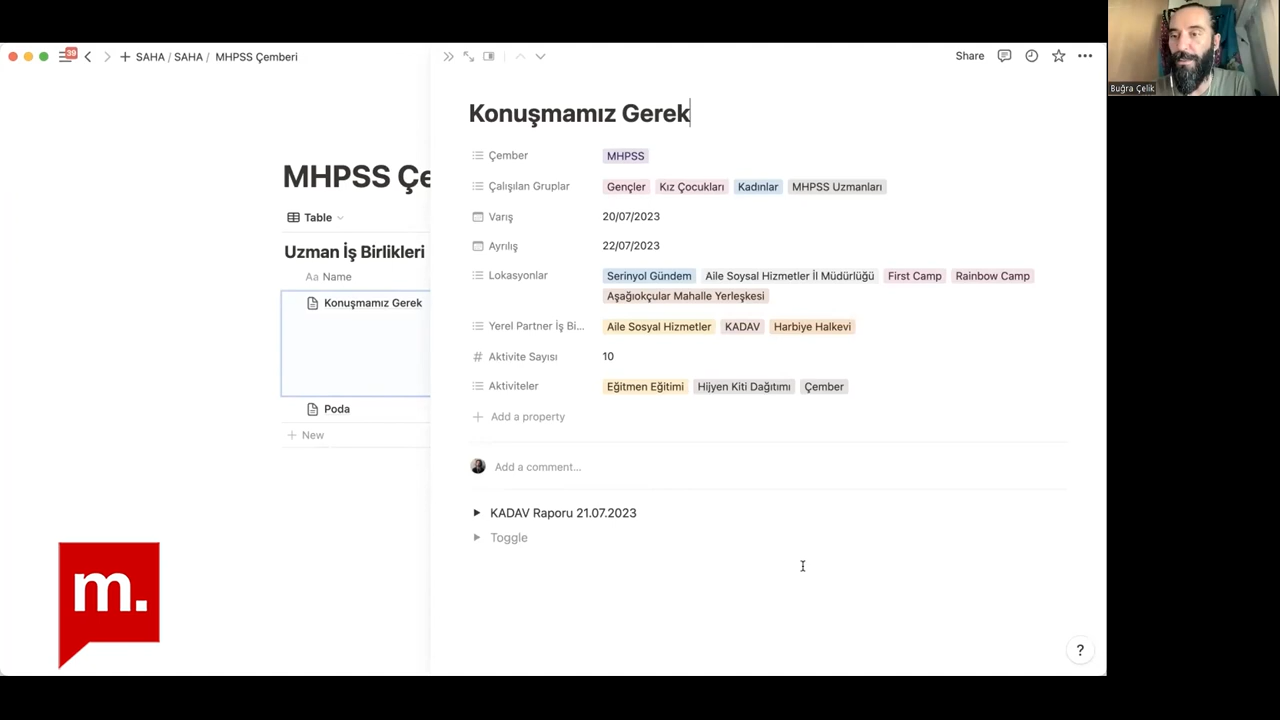 39
SAHA / SAHA / MHPSS Çemberi
MHPSS Çe
Table
Uzman İş Birlikleri
Aa Name
Konuşmamız Gerek
Poda
New
m.
Share
Konuşmamız Gerek
Çember MHPSS
Çalışılan Gruplar Gençler Kız Çocukları Kadınlar MHPSS Uzmanları
Varış 20/07/2023
Ayrılış 22/07/2023
Lokasyonlar Serinyol Gündem Aile Soysal Hizmetler İl Müdürlüğü First Camp Rainbow Camp
Aşağıokçular Mahalle Yerleşkesi
Yerel Partner İş Bi... Aile Sosyal Hizmetler KADAV Harbiye Halkevi
# Aktivite Sayısı 10
Aktiviteler Eğitmen Eğitimi Hijyen Kiti Dağıtımı Çember
Add a property
Add a comment...
KADAV Raporu 21.07.2023
Toggle
?
Buğra Çelik